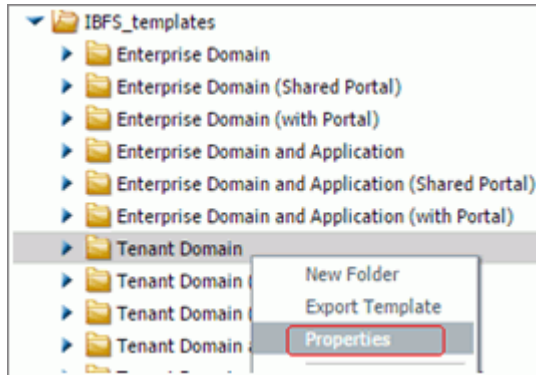 IBFS_templates
Enterprise Domain
Enterprise Domain (Shared Portal)
Enterprise Domain (with Portal)
Enterprise Domain and Application
Enterprise Domain and Application (Shared Portal)
Enterprise Domain and Application (with Portal)
Tenant Domain
New Folder
Tenant Domain (
Export Template
Tenant Domain (
Properties
Tenant Domain